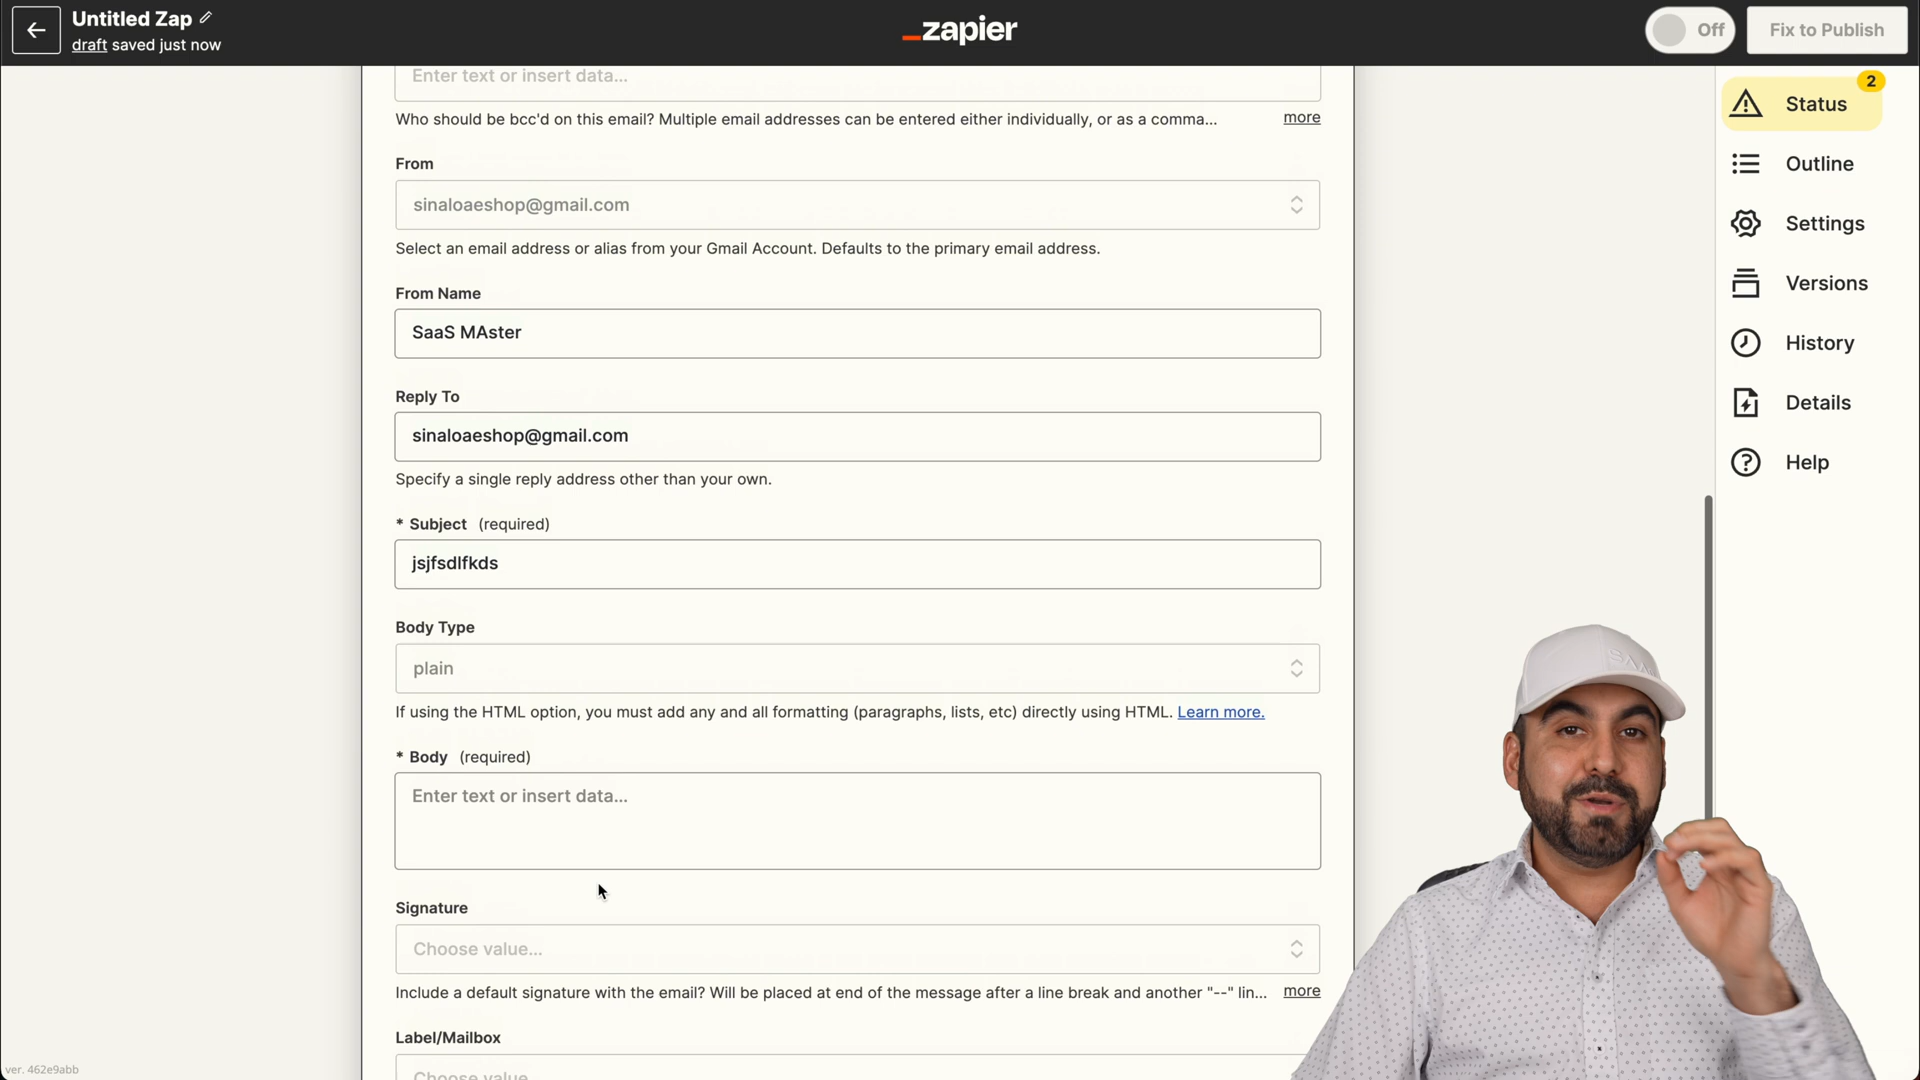 Untitled Zap
draft saved just now
zapier
Off
Fix to Publish
Enter text or insert data...
Who should be bcc'd on this email? Multiple email addresses can be entered either individually, or as a comma... more
From
sinaloaeshop@gmail.com
Select an email address or alias from your Gmail Account. Defaults to the primary email address.
From Name
SaaS MAster
Reply To
sinaloaeshop@gmail.com
Specify a single reply address other than your own.
* Subject (required)
jsjfsdlfkds
Body Type
plain
If using the HTML option, you must add any and all formatting (paragraphs, lists, etc) directly using HTML. Learn more.
* Body (required)
Enter text or insert data...
Signature
Choose value...
Include a default signature with the email? Will be placed at end of the message after a line break and another "--" lin... more
Label/Mailbox
Choose value
2
Status
Outline
Settings
Versions
History
Details
Help
ver. 462e9abb